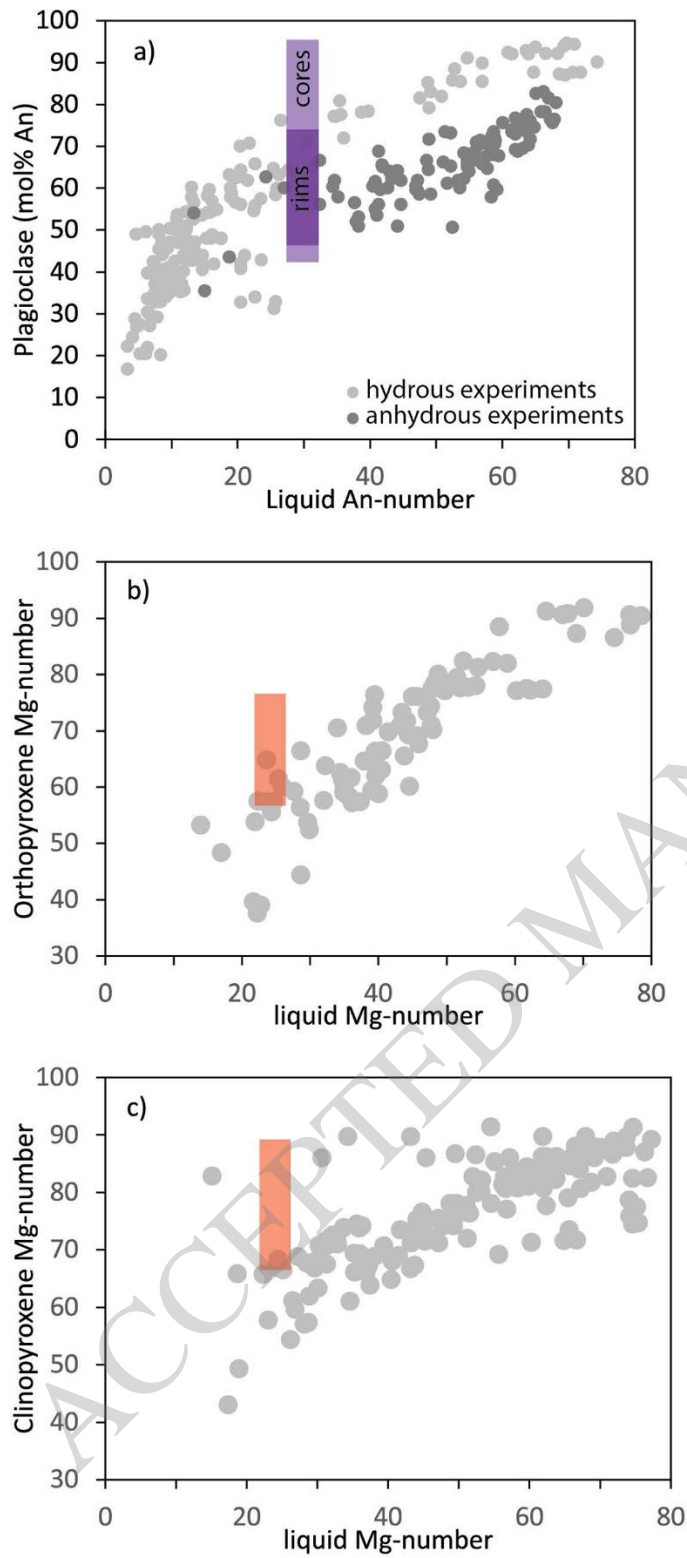 a)
100
90
80
70
60
50
40
30
20
10
0
Plagioclase (mol% An)
cores
rims
hydrous experiments
anhydrous experiments
0 20 40 60 80
Liquid An-number
b)
100
90
80
70
60
50
40
30
Orthopyroxene Mg-number
0 20 40 60 80
liquid Mg-number
c)
100
90
80
70
60
50
40
30
Clinopyroxene Mg-number
0 20 40 60 80
liquid Mg-number
ACCEPTED MA